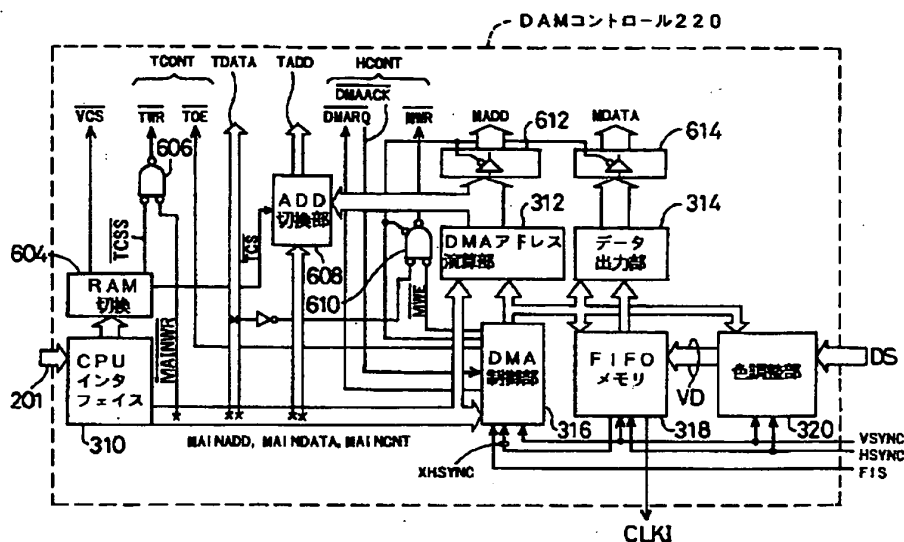 DAMコントロール220
TCONT TDATA TADD HCONT
VCS TWR TOE DMARQ DMAACK MWR MADD 612 MDATA 614
606
ADD
切換部
608
TCSS
TCS
604
RAM
切換
610
MWE
DMAアドレス
演算部
312
データ
出力部
314
MAINWR
201
CPU
インタ
フェイス
310
DMA
制御部
316
FIFO
メモリ
318
VD
色調整部
320
DS
MAINADD, MAINDATA, MAINCNT
XHSYNC
VSYNC
HSYNC
FIS
CLKI